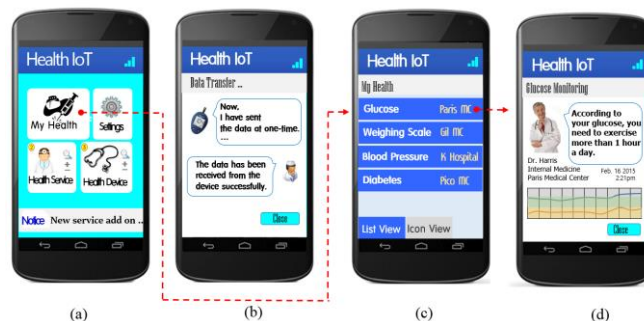 Health IoT
My Health
Settings
2
1
Health Service
Health Device
Notice New service add on ..
(a)
Health IoT
Data Transfer ..
Now.
I have sent
the data at one-time.
....
The data has been
received from the
device successfully.
Close
(b)
Health IoT
My Health
Glucose Paris MC
Weighing Scale Gil MC
Blood Pressure K Hospital
Diabetes Pico MC
List View Icon View
(c)
Health IoT
Glucose Monitoring
According to
your glucose, you
need to exercise
more than 1 hour
a day.
Dr. Harris
Internal Medicine
Paris Medical Center
Feb. 16 2015
2:21pm
Close
(d)